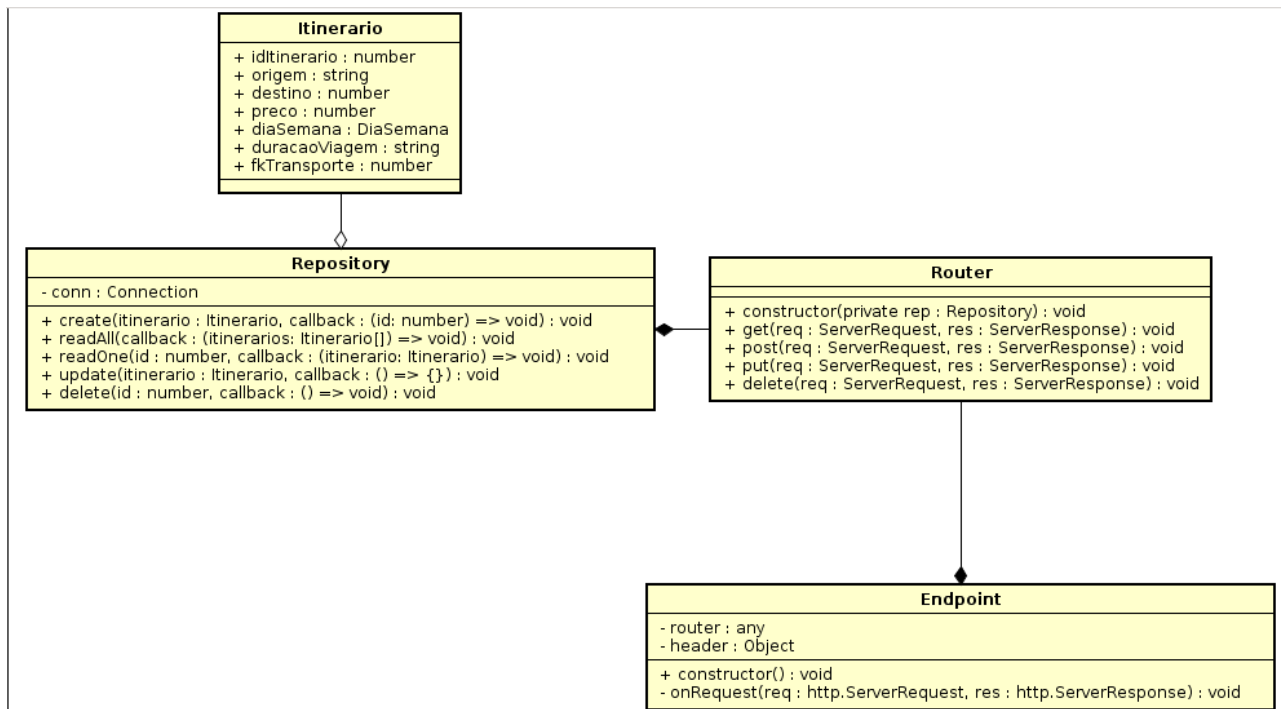 Itinerario
+ idItinerario : number
+ origem : string
+ destino : number
+ preco : number
+ diaSemana : DiaSemana
+ duracaoViagem : string
+ fkTransporte : number
Repository
- conn : Connection
+ create(itinerario : Itinerario, callback : (id: number) => void) : void
+ readAll(callback : (itinerarios: Itinerario[]) => void) : void
+ readOne(id : number, callback : (itinerario: Itinerario) => void) : void
+ update(itinerario : Itinerario, callback : () => {}) : void
+ delete(id : number, callback : () => void) : void
Router
+ constructor(private rep : Repository) : void
+ get(req : ServerRequest, res : ServerResponse) : void
+ post(req : ServerRequest, res : ServerResponse) : void
+ put(req : ServerRequest, res : ServerResponse) : void
+ delete(req : ServerRequest, res : ServerResponse) : void
Endpoint
- router : any
- header : Object
+ constructor() : void
- onRequest(req : http.ServerRequest, res : http.ServerResponse) : void